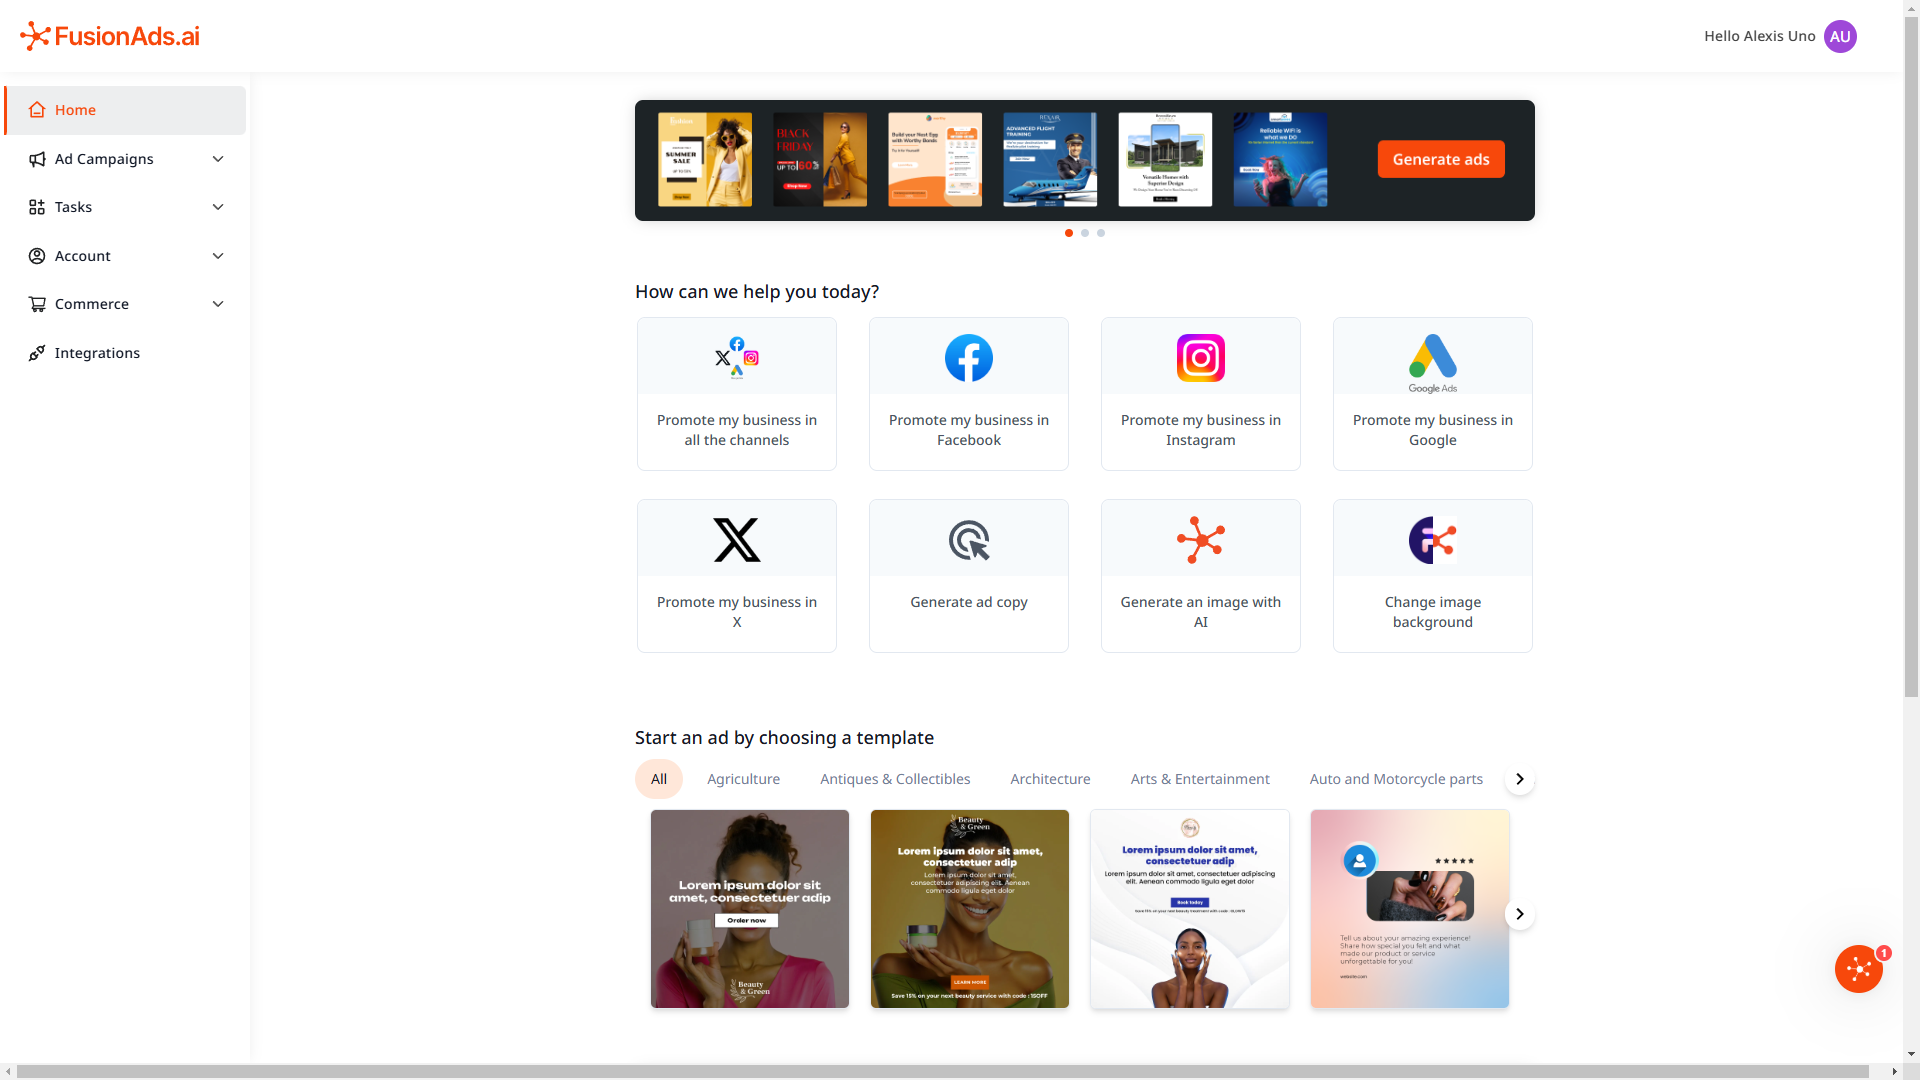 FusionAds.ai
Hello Alexis Uno
AU
Home
Ad Campaigns
Tasks
Account
Commerce
Integrations
SUMMER
SALE
BLACK
FRIDAY
UP TO 60
Shop Now
Build your Nest Egg
with Worthy Bonds
ADVANCED FLIGHT
TRAINING
Versatile Homes with
Superior Design
Reliable WiFi is
what we DO
Generate ads
How can we help you today?
Promote my business in
all the channels
Promote my business in
Facebook
Promote my business in
Instagram
Google Ads
Promote my business in
Google
Promote my business in
X
Generate ad copy
Generate an image with
AI
Change image
background
Start an ad by choosing a template
All
Agriculture
Antiques & Collectibles
Architecture
Arts & Entertainment
Auto and Motorcycle parts
Lorem ipsum dolor sit
amet, consectetuer adip
Order now
Beauty
& Green
Beauty
& Green
Lorem ipsum dolor sit amet,
consectetuer adip
Lorem ipsum dolor sit amet,
consectetuer adipiscing elit. Aenean
commodo ligula eget dolor
LEARN MORE
Save 15% on your next beauty service with code : 15OFF
Lorem ipsum dolor sit amet,
consectetuer adip
Lorem ipsum dolor sit amet, consectetuer adipiscing
elit. Aenean commodo ligula eget dolor
Book today
Save 15% of your next beauty treatment with code : GLOW15
Tell us about your amazing experience!
Share how special you felt and what
made our product or service
unforgettable for you!
website.com
1